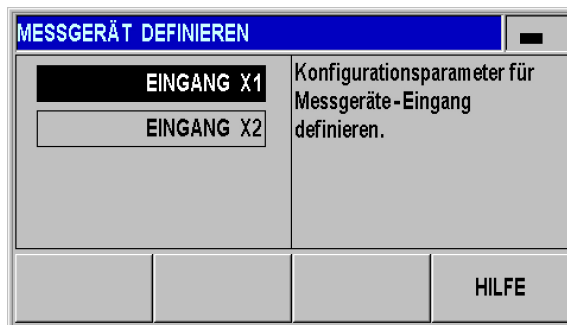 MESSGERÄT DEFINIEREN
EINGANG X1
EINGANG X2
Konfigurationsparameter für
Messgeräte-Eingang
definieren.
HILFE